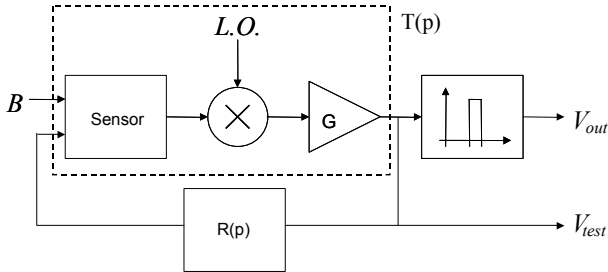 L.O.
T(p)
B
Sensor
G
V_out
R(p)
V_test